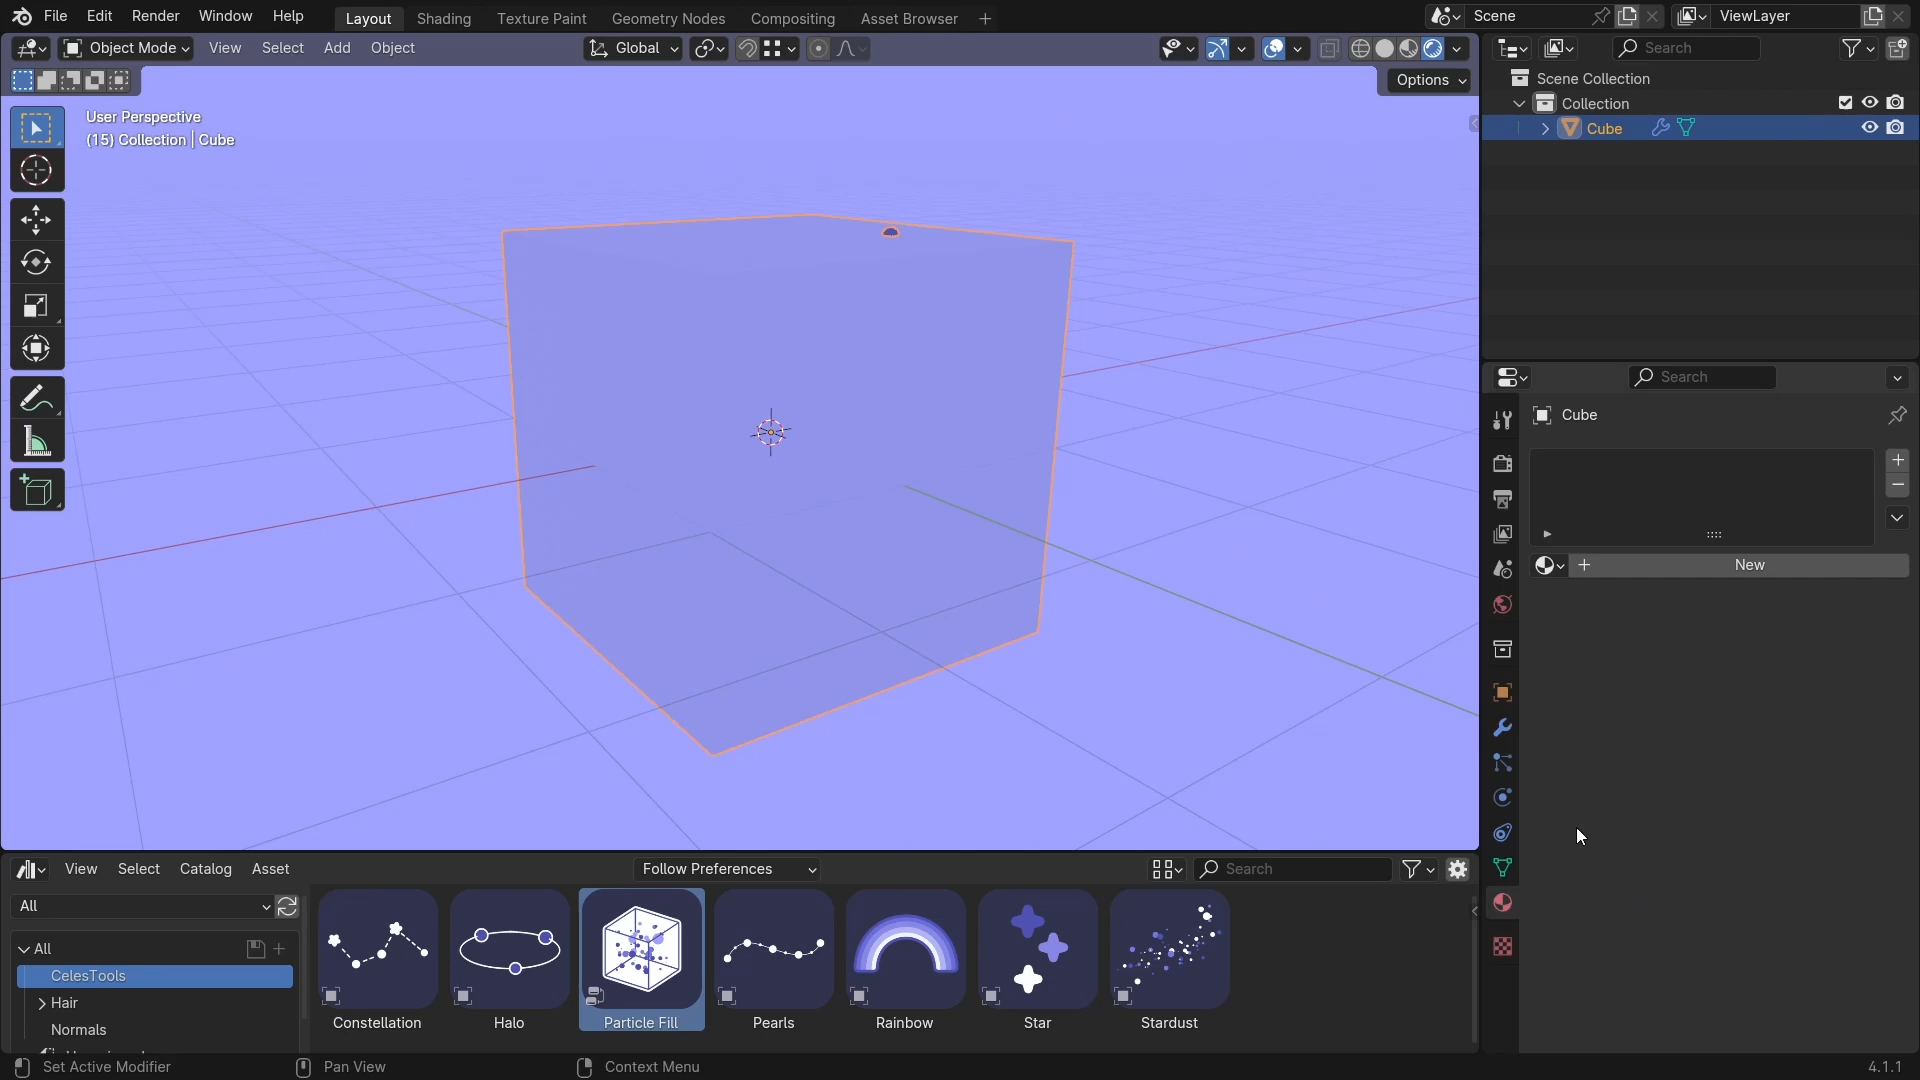 File Edit Render Window Help Layout Shading Texture Paint Geometry Nodes Compositing Asset Browser + Scene ViewLayer
Object Mode View Select Add Object Global Search
Options
Scene Collection
Collection
Cube
User Perspective
(15) Collection | Cube
Search
Cube
New
View Select Catalog Asset Follow Preferences Search
All
All
CelesTools
Hair
Normals
Constellation Halo Particle Fill Pearls Rainbow Star Stardust
Set Active Modifier Pan View Context Menu 4.1.1